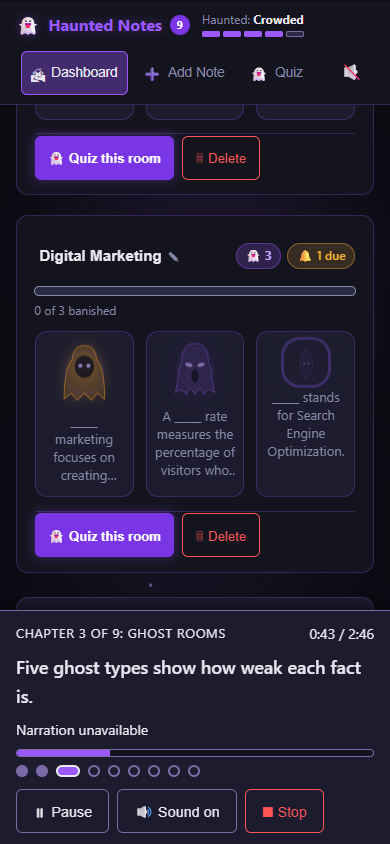 Haunted Notes 9
Haunted: Crowded
Dashboard
Add Note
Quiz
Quiz this room
Delete
Digital Marketing
3
1 due
0 of 3 banished
____
marketing
focuses on
creating...
A ____ rate
measures the
percentage of
visitors who..
____ stands
for Search
Engine
Optimization.
Quiz this room
Delete
CHAPTER 3 OF 9: GHOST ROOMS
0:43 / 2:46
Five ghost types show how weak each fact
is.
Narration unavailable
Pause
Sound on
Stop